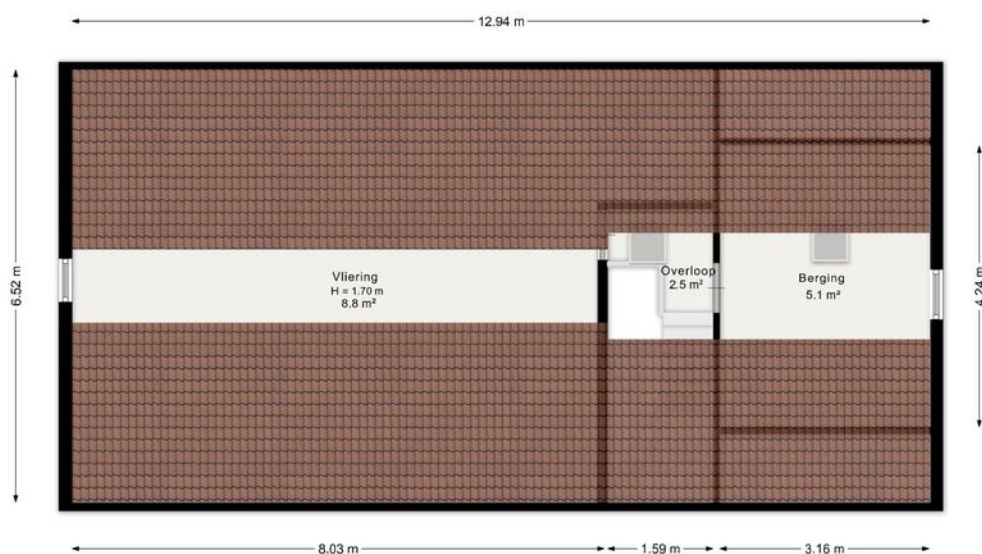 12.94 m
6.52 m
4.24 m
Vliering
H = 1.70 m
8.8 m²
Overloop
2.5 m²
Berging
5.1 m²
8.03 m
1.59 m
3.16 m